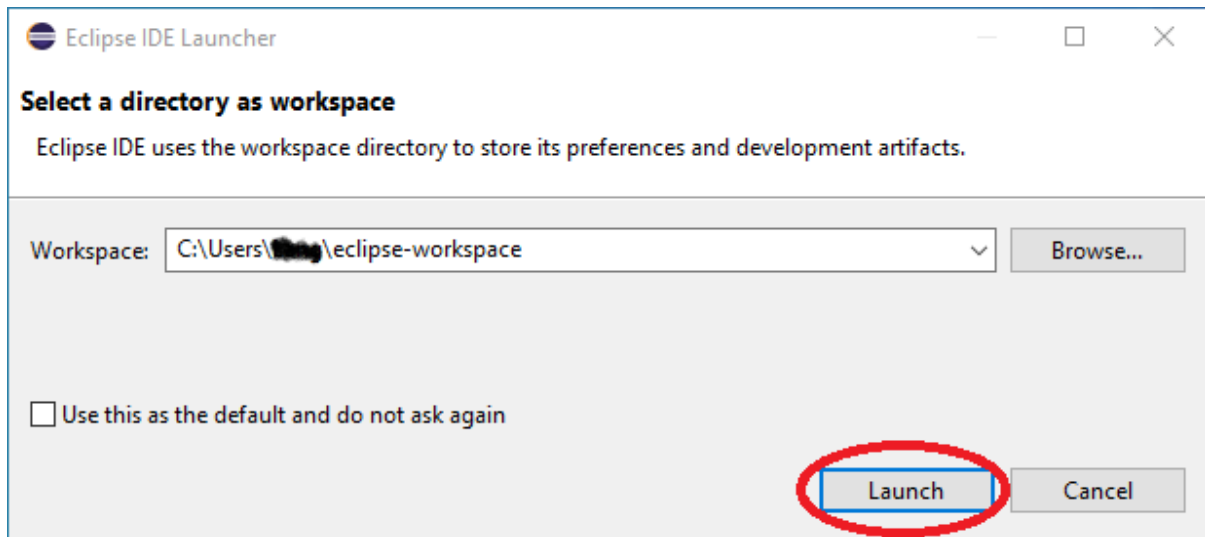 Eclipse IDE Launcher
Select a directory as workspace
Eclipse IDE uses the workspace directory to store its preferences and development artifacts.
Workspace: C:\Users\ \eclipse-workspace Browse...
Use this as the default and do not ask again
Launch Cancel